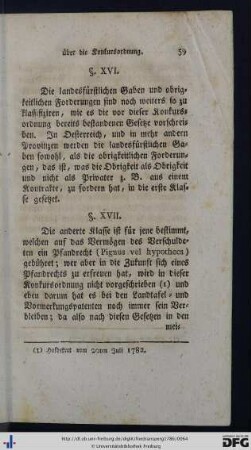 über die Konkursordnung. 59
§. XVI.
Die landesfürstlichen Gaben und obrig-
keitlichen Forderungen sind noch weiters so zu
klassifiziren, wie es die vor dieser Konkurs-
ordnung bereits bestandenen Gesetze vorschrei-
ben. In Oesterreich, und in mehr andern
Provinzen werden die landesfürstlichen Ga-
ben sowohl, als die obrigkeitlichen Forderun-
gen, das ist, was die Obrigkeit als Obrigkeit
und nicht als Privater z. B. aus einem
Kontrakte, zu fordern hat, in die erste Klas-
se gesetzt.
§. XVII.
Die anderte Klasse ist für jene bestimmt,
welchen auf das Vermögen des Verschulde-
ten ein Pfandrecht (Pignus vel hypotheca)
gebühret; wer aber in die Zukunft sich eines
Pfandrechts zu erfreuen hat, wird in dieser
Konkursordnung nicht vorgeschrieben (1) und
eben darum hat es bei den Landtafel- und
Vormerkungspatenten noch immer sein Ver-
bleiben; da also nach diesen Gesetzen in den
meis-
(1) Hofdekret vom Juli 1782.
© Universitätsbibliothek Freiburg